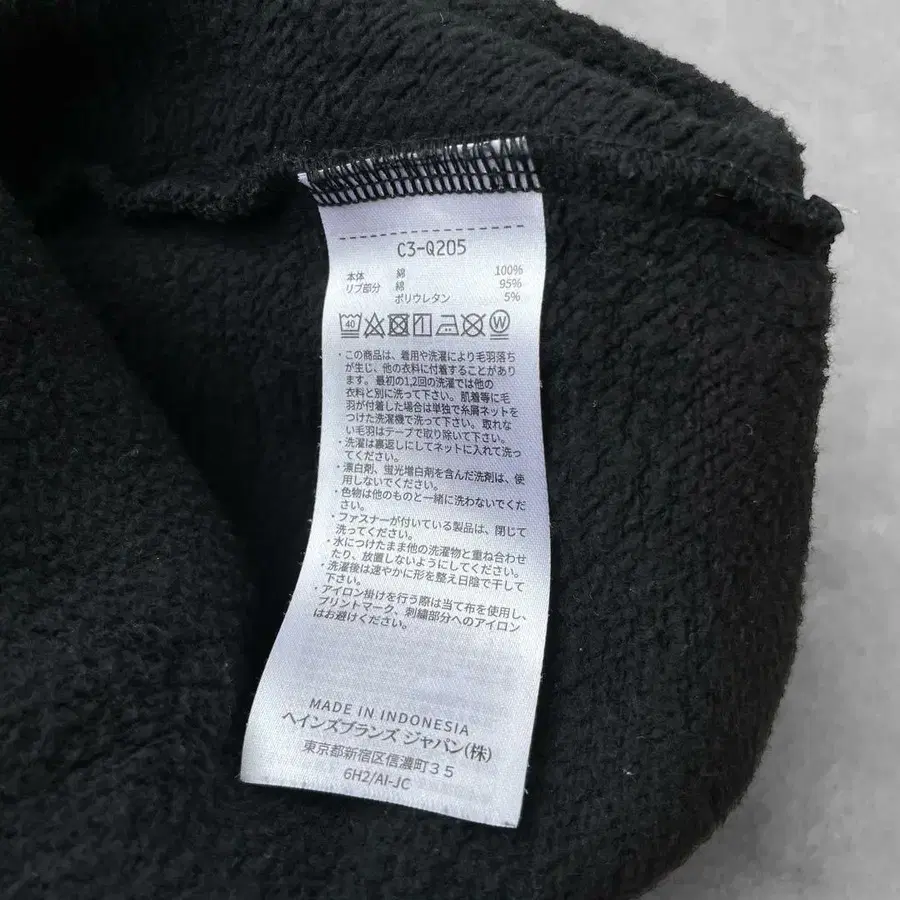 C3-Q205
本体 綿 100%
リブ部分 綿 95%
ポリウレタン 5%
40 W
・この商品は、着用や洗濯により毛羽落ち
が生じ、他の衣料に付着することがあり
ます。最初の1,2回の洗濯では他の
衣料と別に洗って下さい。肌着等に毛
羽が付着した場合は単独で糸屑ネットを
つけた洗濯機で洗って下さい。取れな
い毛羽はテープで取り除いて下さい。
・洗濯は裏返しにしてネットに入れて洗っ
てください。
・漂白剤、蛍光増白剤を含んだ洗剤は、使
用しないでください。
・色物は他のものと一緒に洗わないでくだ
さい。
・ファスナーが付いている製品は、閉じて
洗ってください。
・水につけたまま他の洗濯物と重ね合わせ
たり、放置しないようにしてください。
・洗濯後は速やかに形を整え日陰で干して
下さい。
・アイロン掛けを行う際は当て布を使用し、
プリントマーク、刺繍部分へのアイロン
はお避けください。
MADE IN INDONESIA
ヘインズブランズ ジャパン(株)
東京都新宿区信濃町35
6H2/AI-JC